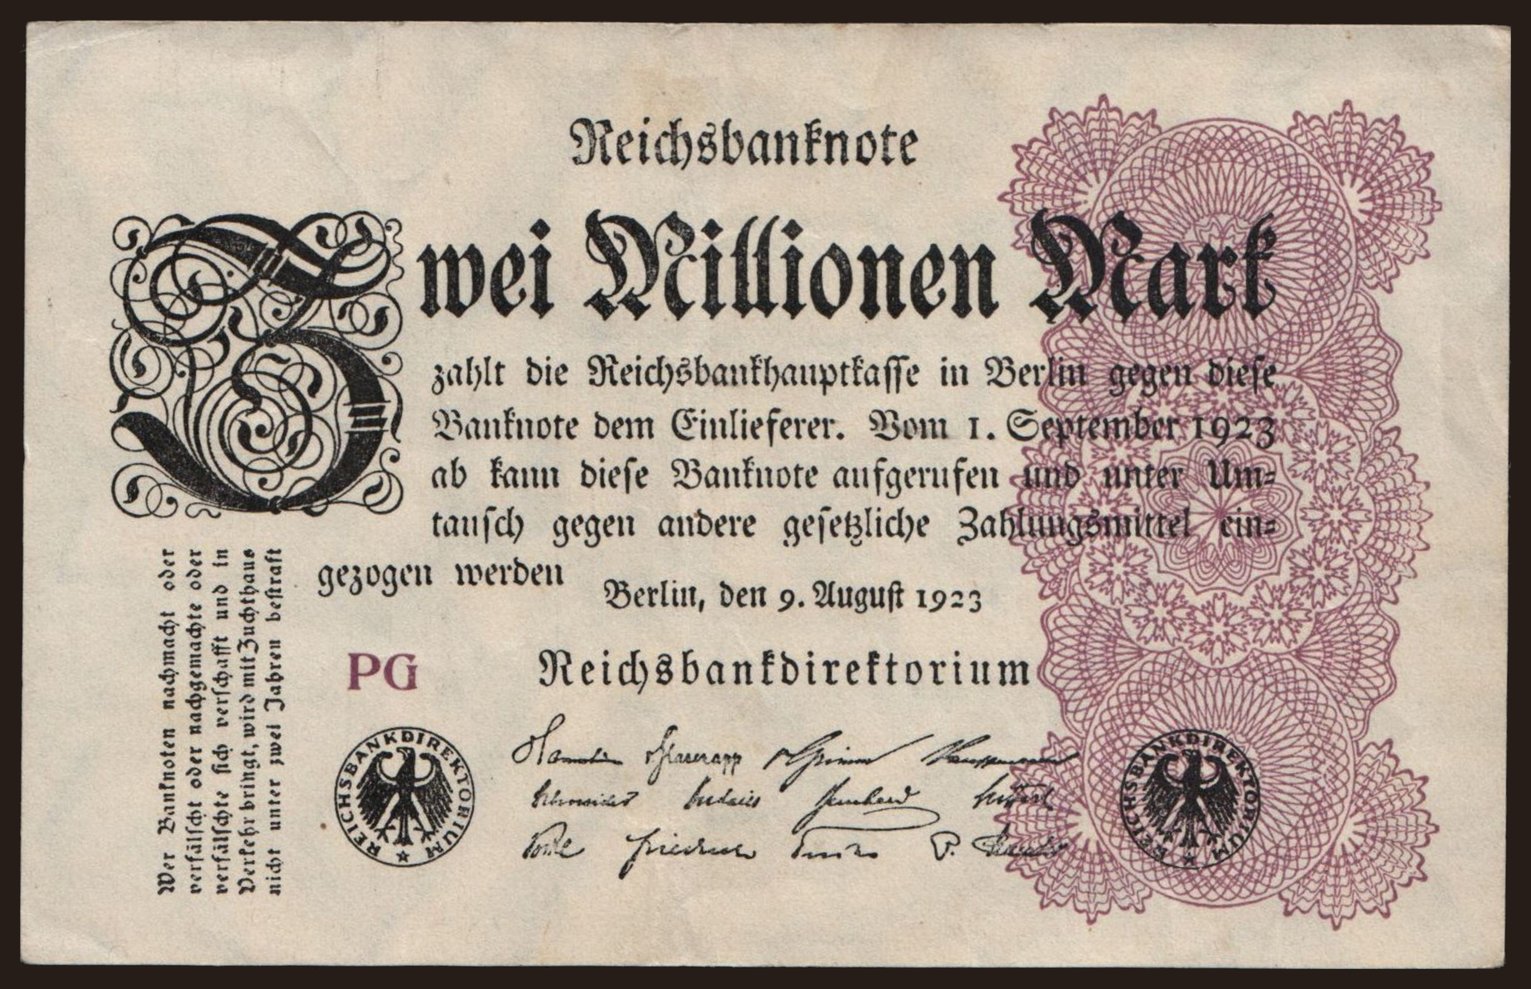 Reichsbanknote
Zwei Millionen Mark
zahlt die Reichsbankhauptkasse in Berlin gegen diese
Banknote dem Einlieferer. Vom 1. September 1923
ab kann diese Banknote aufgerufen und unter Um-
tausch gegen andere gesetzliche Zahlungsmittel ein-
gezogen werden
Berlin, den 9. August 1923
PG
Reichsbankdirektorium
REICHSBANKDIREKTORIUM
REICHSBANKDIREKTORIUM
Wer Banknoten nachmacht oder
verfälscht oder nachgemachte oder
verfälschte sich verschafft und in
Verkehr bringt, wird mit Zuchthaus
nicht unter zwei Jahren bestraft